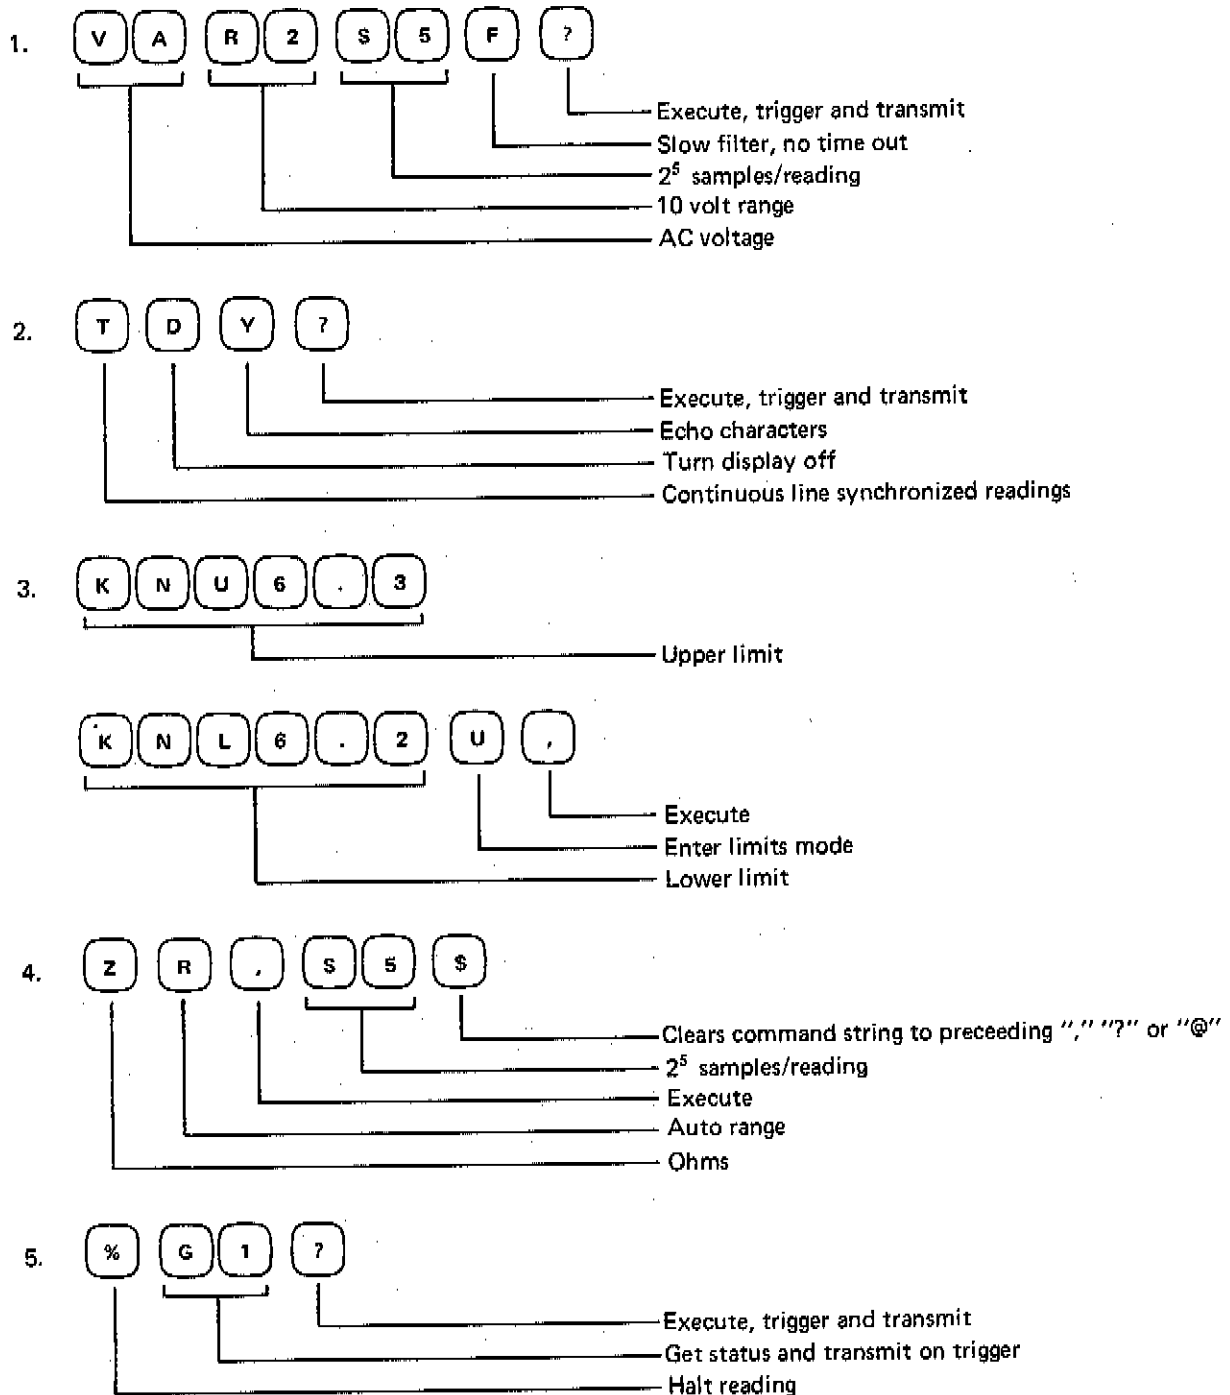 1. V A R 2 S 5 F ?
Execute, trigger and transmit
Slow filter, no time out
2⁵ samples/reading
10 volt range
AC voltage
2. T D Y ?
Execute, trigger and transmit
Echo characters
Turn display off
Continuous line synchronized readings
3. K N U 6 . 3
Upper limit
K N L 6 . 2 U ,
Execute
Enter limits mode
Lower limit
4. Z R , S 5 $
Clears command string to preceeding "," "?" or "@"
2⁵ samples/reading
Execute
Auto range
Ohms
5. % G 1 ?
Execute, trigger and transmit
Get status and transmit on trigger
Halt reading